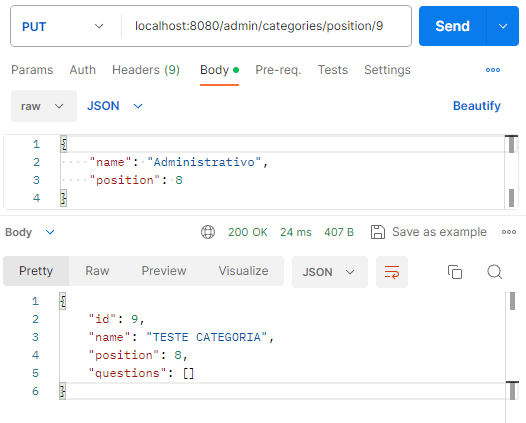 PUT localhost:8080/admin/categories/position/9 Send
Params Auth Headers (9) Body Pre-req. Tests Settings
raw JSON Beautify
1 {
2 "name": "Administrativo",
3 "position": 8
4 }
Body 200 OK 24 ms 407 B Save as example
Pretty Raw Preview Visualize JSON
1 {
2 "id": 9,
3 "name": "TESTE CATEGORIA",
4 "position": 8,
5 "questions": []
6 }